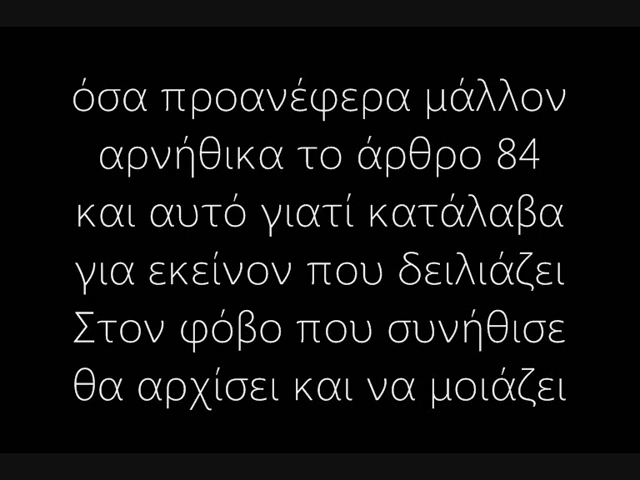 όσα προανέφερα μάλλον
αρνήθικα το άρθρο 84
και αυτό γιατί κατάλαβα
για εκείνον που δειλιάζει
Στον φόβο που συνήθισε
θα αρχίσει και να μοιάζει